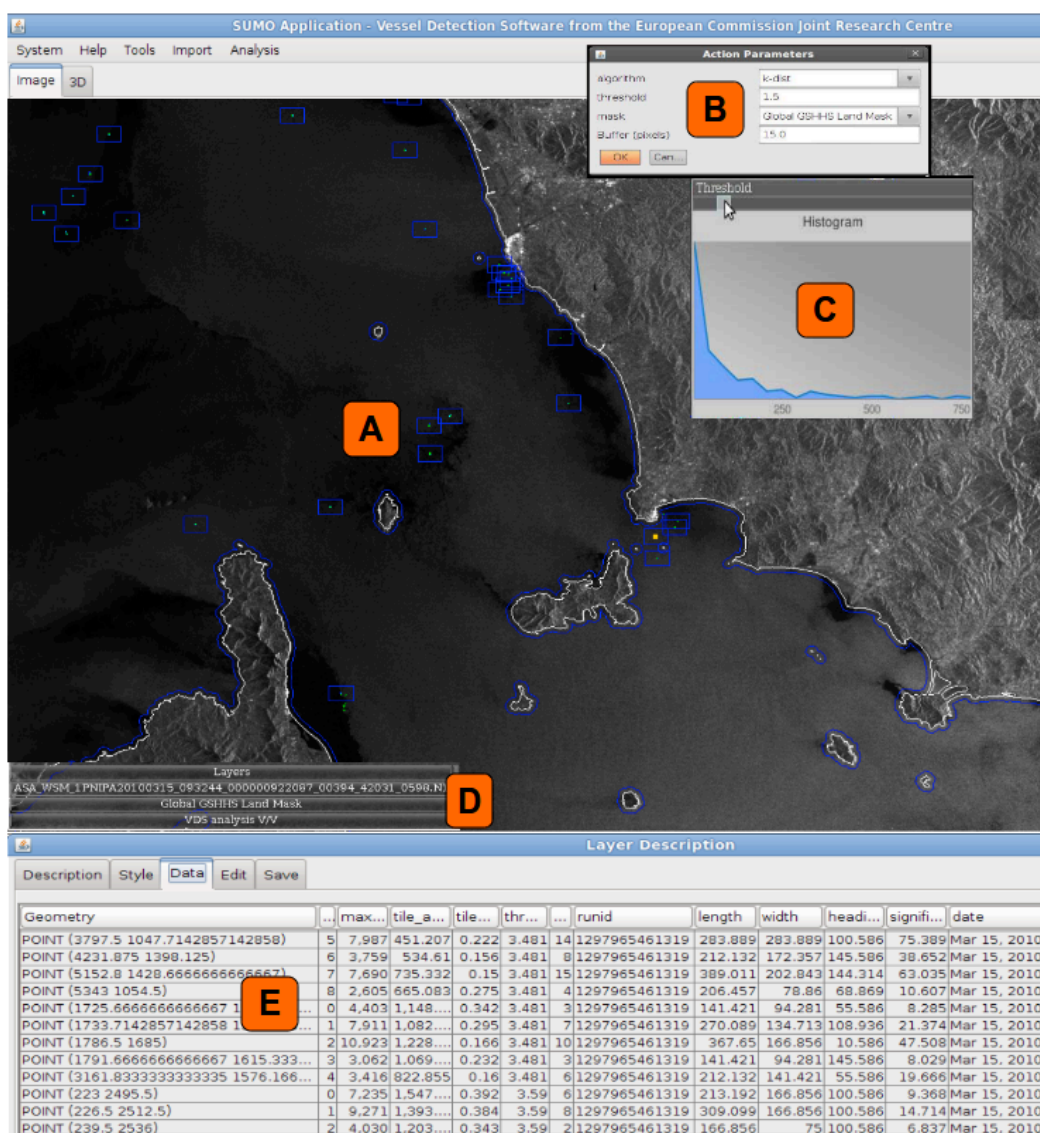 SUMO Application - Vessel Detection Software from the European Commission Joint Research Centre
System Help Tools Import Analysis
Image 3D
Action Parameters
algorithm k-dist
threshold 1.5
mask Global GSHHS Land Mask
Buffer (pixels) 15.0
OK Can...
B
Threshold
Histogram
C
250 500 750
A
Layers
ASA_WSM_1PNIPA20100315_093244_000000922087_00394_42031_0598.N
Global GSHHS Land Mask
VDS analysis V/V
D
Layer Description
Description Style Data Edit Save
Geometry ... max... tile_a... tile... thr... ... runid length width headi... signifi... date
POINT (3797.5 1047.7142857142858) 5 7,987 451.207 0.222 3.481 14 1297965461319 283.889 283.889 100.586 75.389 Mar 15, 2010
POINT (4231.875 1398.125) 6 3,759 534.61 0.156 3.481 8 1297965461319 212.132 172.357 145.586 38.652 Mar 15, 2010
POINT (5152.8 1428.6666666666667) 7 7,690 735.332 0.15 3.481 15 1297965461319 389.011 202.843 144.314 63.035 Mar 15, 2010
POINT (5343 1054.5) 8 2,605 665.083 0.275 3.481 4 1297965461319 206.457 78.86 68.869 10.607 Mar 15, 2010
POINT (1725.6666666666667 1 0 4,403 1,148.... 0.342 3.481 3 1297965461319 141.421 94.281 55.586 8.285 Mar 15, 2010
POINT (1733.7142857142858 1 1 7,911 1,082.... 0.295 3.481 7 1297965461319 270.089 134.713 108.936 21.374 Mar 15, 2010
POINT (1786.5 1685) 2 10,923 1,228.... 0.166 3.481 10 1297965461319 367.65 166.856 10.586 47.508 Mar 15, 2010
POINT (1791.6666666666667 1615.333... 3 3,062 1,069.... 0.232 3.481 3 1297965461319 141.421 94.281 145.586 8.029 Mar 15, 2010
POINT (3161.8333333333335 1576.166... 4 3,416 822.855 0.16 3.481 6 1297965461319 212.132 141.421 55.586 19.666 Mar 15, 2010
POINT (223 2495.5) 0 7,235 1,547.... 0.392 3.59 6 1297965461319 213.192 166.856 100.586 9.368 Mar 15, 2010
POINT (226.5 2512.5) 1 9,271 1,393.... 0.384 3.59 8 1297965461319 309.099 166.856 100.586 14.714 Mar 15, 2010
POINT (239.5 2536) 2 4,030 1,203.... 0.343 3.59 2 1297965461319 166.856 75 100.586 6.837 Mar 15, 2010
E